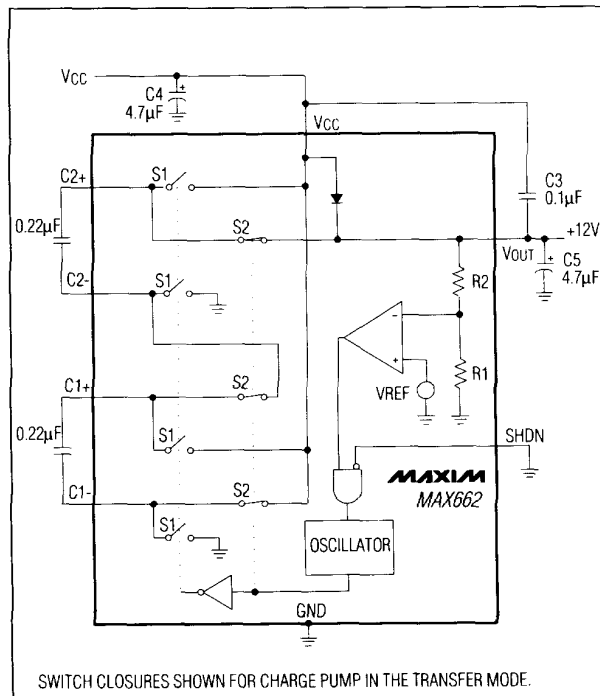 VCC
C4
4.7µF
VCC
C2+
S1
C3
0.1µF
0.22µF
S2
+12V
VOUT
C5
4.7µF
C2-
S1
R2
-
+
C1+
S2
VREF
R1
0.22µF
S1
SHDN
C1-
S2
MAXIM
MAX662
S1
OSCILLATOR
GND
SWITCH CLOSURES SHOWN FOR CHARGE PUMP IN THE TRANSFER MODE.